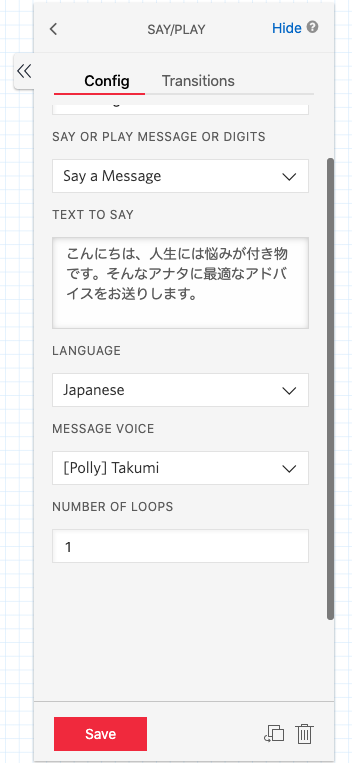 SAY/PLAY
Hide
Config
Transitions
SAY OR PLAY MESSAGE OR DIGITS
Say a Message
TEXT TO SAY
こんにちは、人生には悩みが付き物
です。そんなアナタに最適なアドバ
イスをお送りします。
LANGUAGE
Japanese
MESSAGE VOICE
[Polly] Takumi
NUMBER OF LOOPS
1
Save